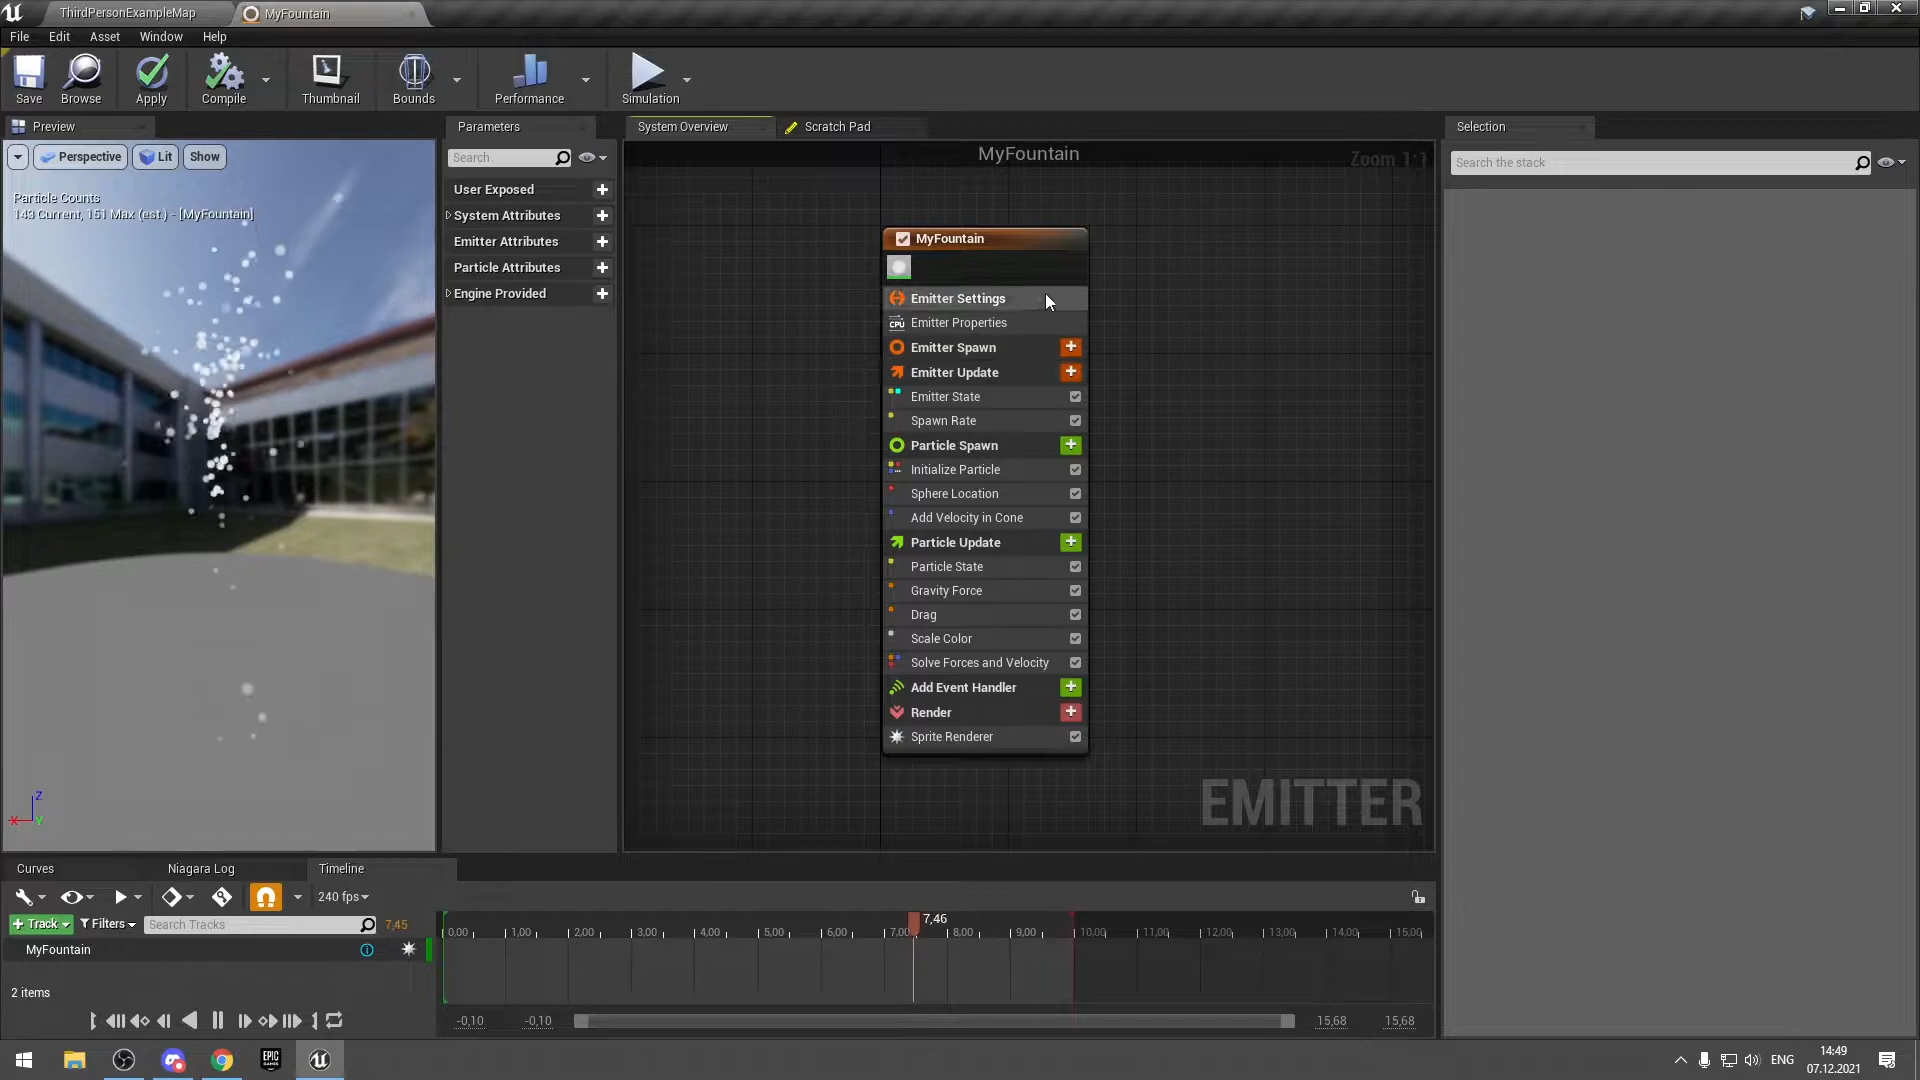 ThirdPersonExampleMap
MyFountain
File Edit Asset Window Help
Save Browse Apply Compile Thumbnail Bounds Performance Simulation
Preview
Parameters
System Overview
Scratch Pad
Selection
Perspective Lit Show
Search
MyFountain
Zoom 1:1
Search the stack
Particle Counts
143 Current, 151 Max (est.) - [MyFountain]
User Exposed
System Attributes
Emitter Attributes
Particle Attributes
Engine Provided
MyFountain
Emitter Settings
CPU Emitter Properties
Emitter Spawn
Emitter Update
Emitter State
Spawn Rate
Particle Spawn
Initialize Particle
Sphere Location
Add Velocity in Cone
Particle Update
Particle State
Gravity Force
Drag
Scale Color
Solve Forces and Velocity
Add Event Handler
Render
Sprite Renderer
EMITTER
Z
X Y
Curves Niagara Log Timeline
240 fps
Track Filters Search Tracks 7,45
7,46
0,00 1,00 2,00 3,00 4,00 5,00 6,00 7,00 8,00 9,00 10,00 11,00 12,00 13,00 14,00 15,00
MyFountain
2 items
-0,10 -0,10 15,68 15,68
EPIC GAMES
ENG
14:49
07.12.2021